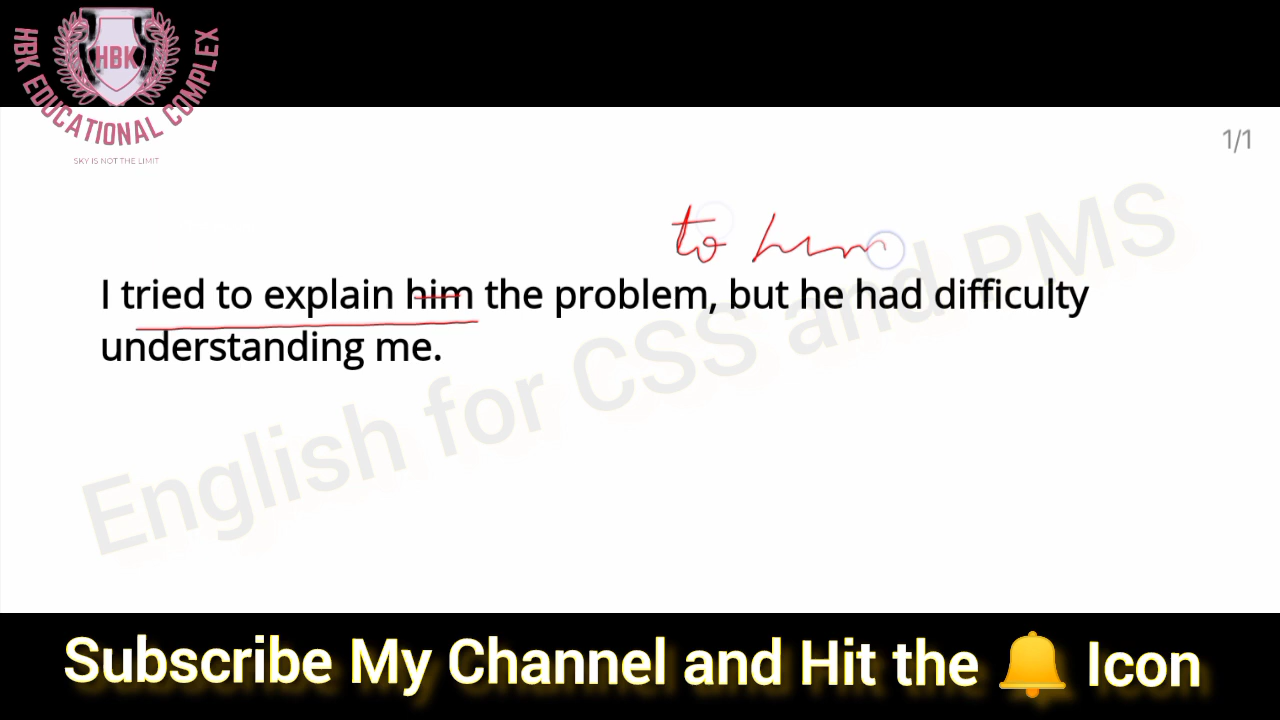 HBK
HBK EDUCATIONAL COMPLEX
SKY IS NOT THE LIMIT
1/1
to him
I tried to explain him the problem, but he had difficulty
understanding me.
English for CSS and PMS
Subscribe My Channel and Hit the 🔔 Icon